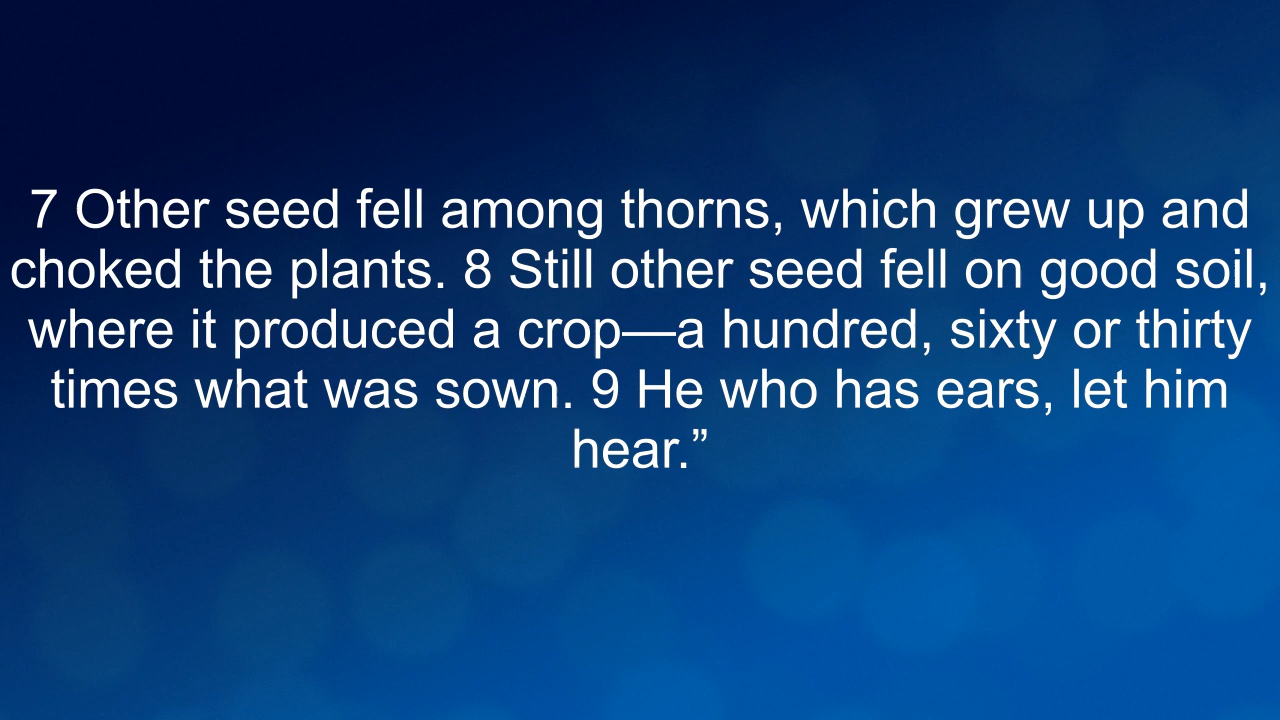 7 Other seed fell among thorns, which grew up and
choked the plants. 8 Still other seed fell on good soil,
where it produced a crop—a hundred, sixty or thirty
times what was sown. 9 He who has ears, let him
hear.”